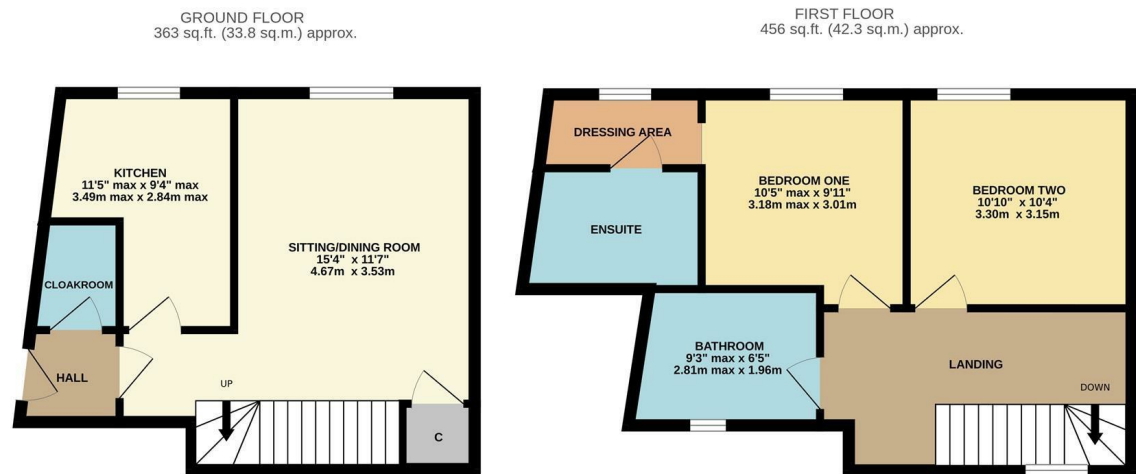 GROUND FLOOR
363 sq.ft. (33.8 sq.m.) approx.
KITCHEN
11'5" max x 9'4" max
3.49m max x 2.84m max
SITTING/DINING ROOM
15'4" x 11'7"
4.67m x 3.53m
CLOAKROOM
HALL
UP
C
FIRST FLOOR
456 sq.ft. (42.3 sq.m.) approx.
DRESSING AREA
BEDROOM ONE
10'5" max x 9'11"
3.18m max x 3.01m
BEDROOM TWO
10'10" x 10'4"
3.30m x 3.15m
ENSUITE
BATHROOM
9'3" max x 6'5"
2.81m max x 1.96m
LANDING
DOWN